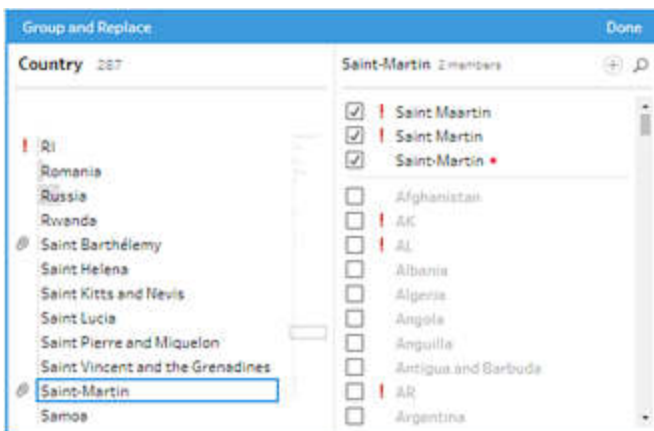 Group and Replace
Done
Country 287
RI
Romania
Russia
Rwanda
Saint Barthélemy
Saint Helena
Saint Kitts and Nevis
Saint Lucia
Saint Pierre and Miquelon
Saint Vincent and the Grenadines
Saint-Martin
Samoa
Saint-Martin 2 members
! Saint Maartin
! Saint Martin
Saint-Martin
Afghanistan
! AK
! AL
Albania
Algeria
Angola
Anguilla
Antigua and Barbuda
! AR
Argentina